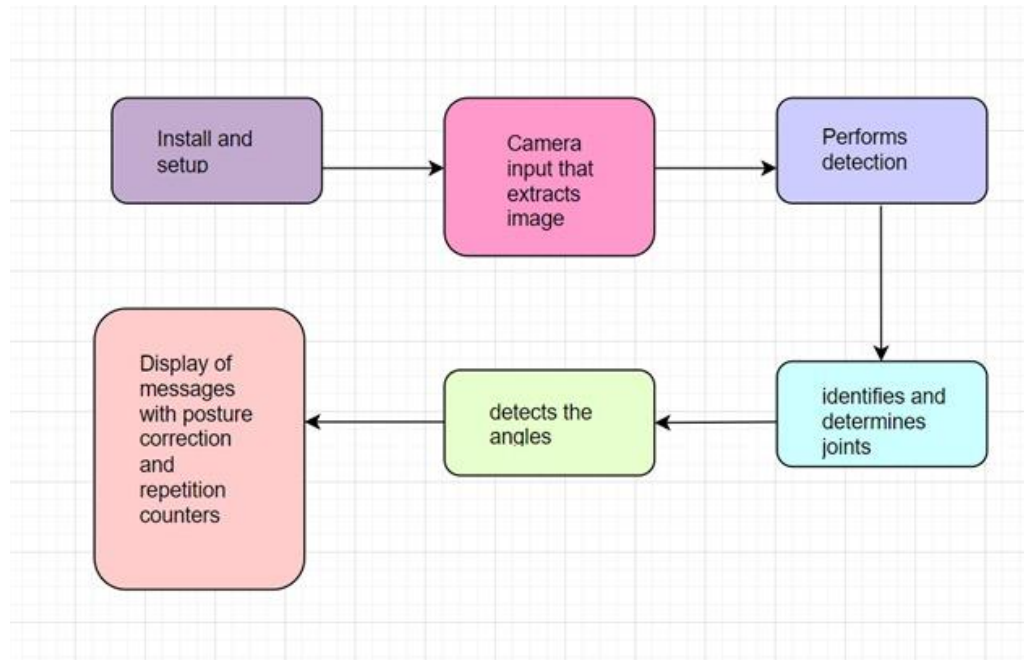 Install and
setup
Camera
input that
extracts
image
Performs
detection
identifies and
determines
joints
detects the
angles
Display of
messages
with posture
correction
and
repetition
counters